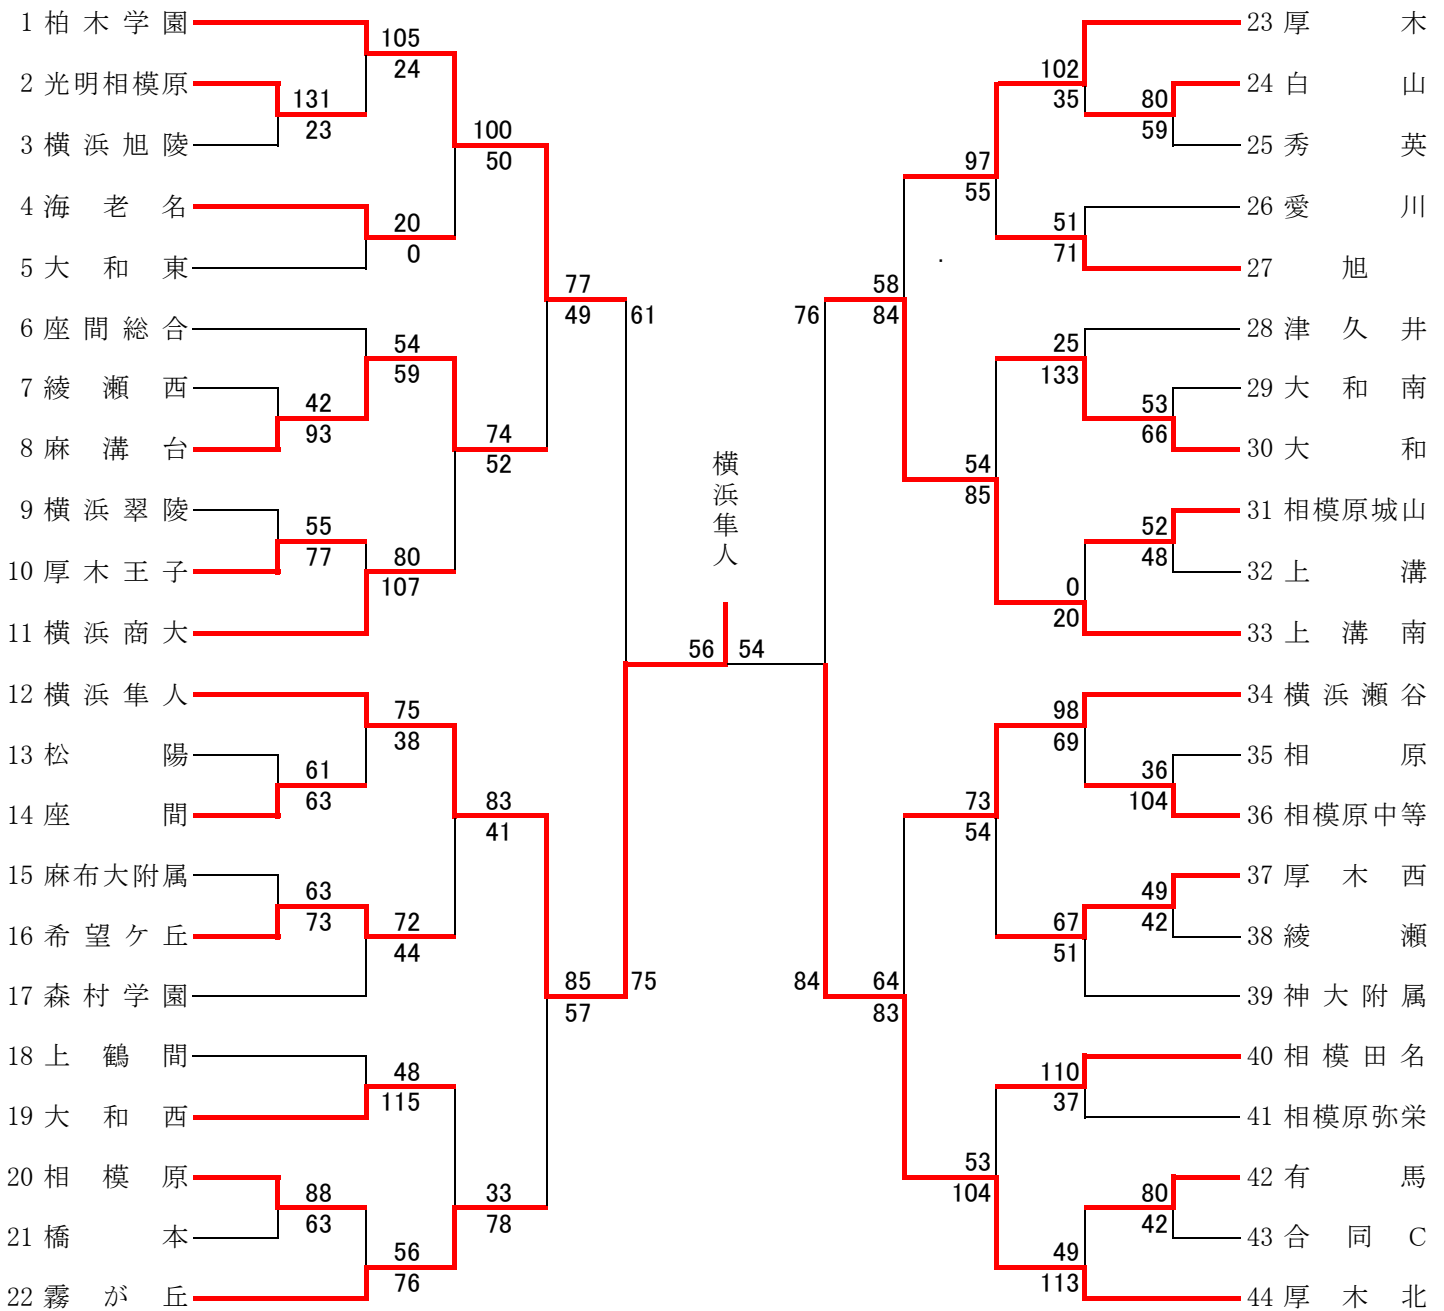 1 柏木学園
2 光明相模原
3 横浜旭陵
4 海老名
5 大和東
6 座間総合
7 綾瀬西
8 麻溝台
9 横浜翠陵
10 厚木王子
11 横浜商大
12 横浜隼人
13 松陽
14 座間
15 麻布大附属
16 希望ケ丘
17 森村学園
18 上鶴間
19 大和西
20 相模原
21 橋本
22 霧が丘
131
23
42
93
55
77
61
63
63
73
88
63
105
24
20
0
54
59
80
107
75
38
72
44
48
115
56
76
100
50
74
52
83
41
33
78
77
49
85
57
61
75
横浜隼人
56
54
76
84
58
84
64
83
97
55
54
85
73
54
53
104
102
35
51
71
25
133
0
20
98
69
67
51
110
37
49
113
80
59
53
66
52
48
36
104
49
42
80
42
23 厚木
24 白山
25 秀英
26 愛川
27 旭
28 津久井
29 大和南
30 大和
31 相模原城山
32 上溝
33 上溝南
34 横浜瀬谷
35 相原
36 相模原中等
37 厚木西
38 綾瀬
39 神大附属
40 相模田名
41 相模原弥栄
42 有馬
43 合同C
44 厚木北